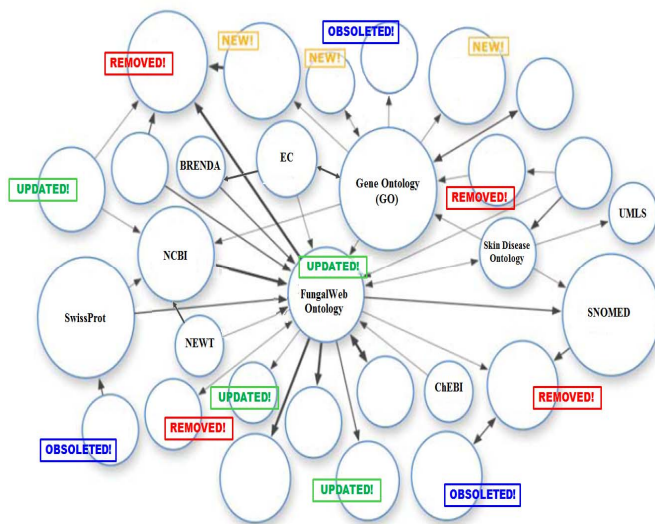 OBSOLETED!
NEW!
NEW!
NEW!
REMOVED!
EC
BRENDA
Gene Ontology
(GO)
UPDATED!
REMOVED!
UMLS
Skin Disease
Ontology
NCBI
UPDATED!
FungalWeb
Ontology
SwissProt
SNOMED
NEWT
ChEBI
UPDATED!
REMOVED!
REMOVED!
OBSOLETED!
UPDATED!
OBSOLETED!